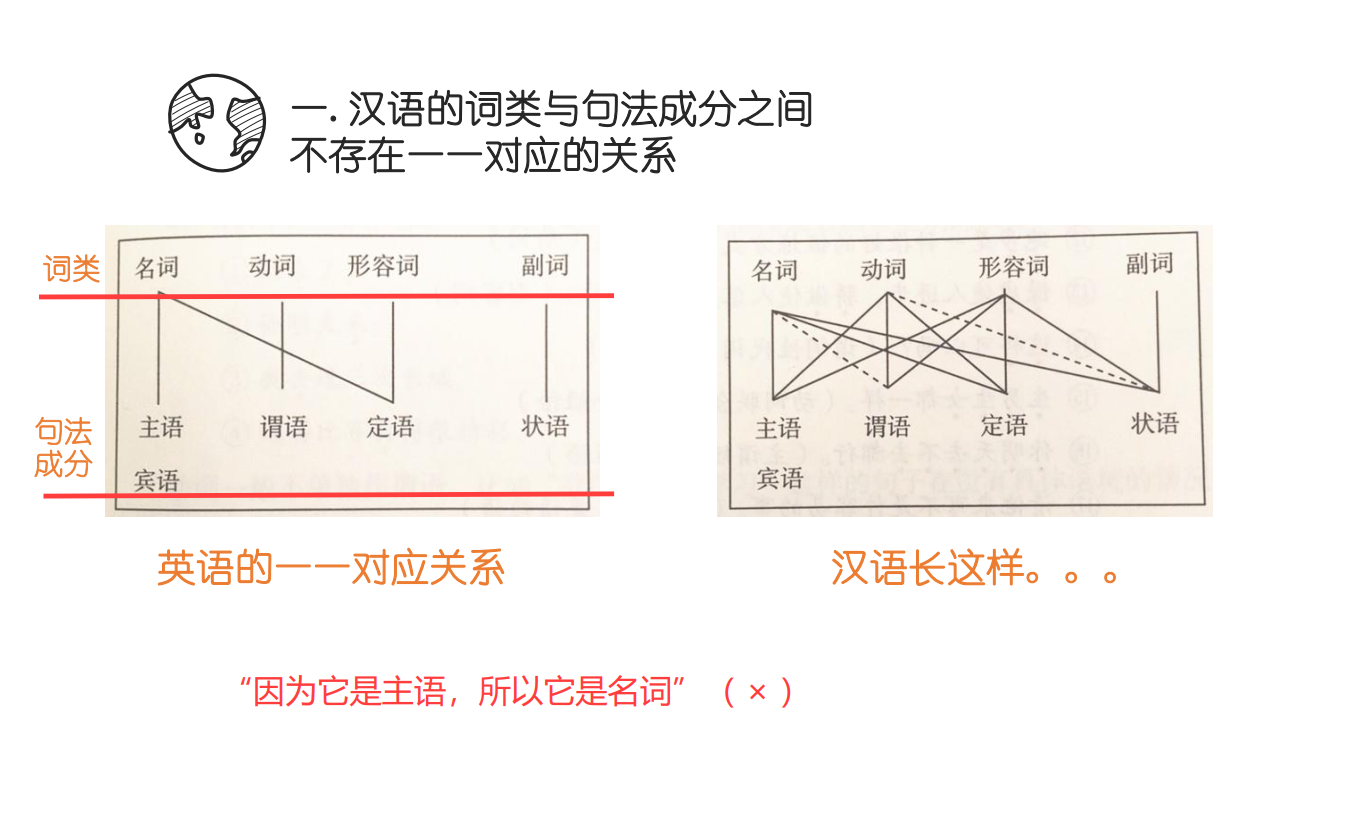 一. 汉语的词类与句法成分之间
不存在一一对应的关系
词类
名词 动词 形容词 副词
句法
成分
主语 谓语 定语 状语
宾语
名词 动词 形容词 副词
主语 谓语 定语 状语
宾语
英语的一一对应关系
汉语长这样。。。
“因为它是主语，所以它是名词”（×）